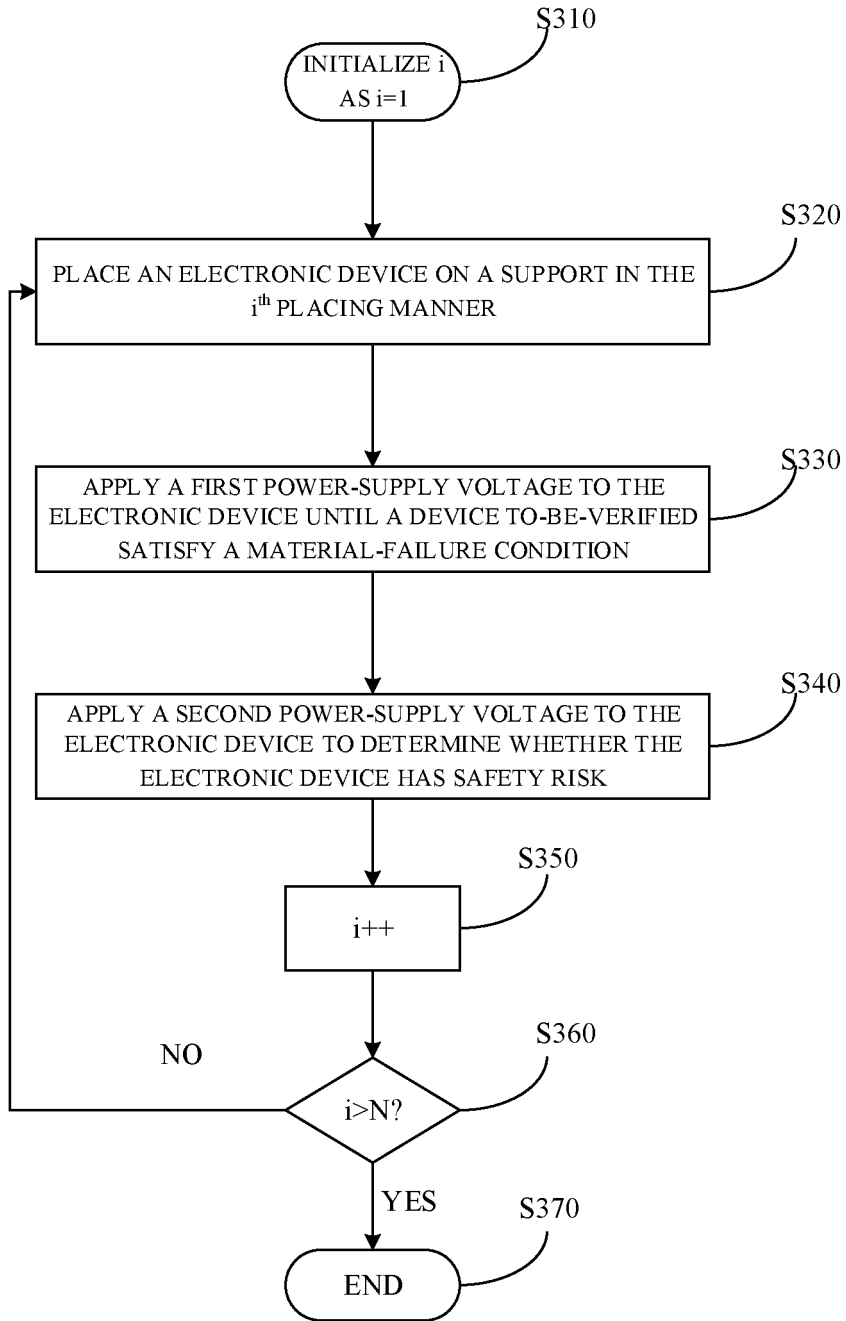 S310
INITIALIZE i
AS i=1
S320
PLACE AN ELECTRONIC DEVICE ON A SUPPORT IN THE
ith PLACING MANNER
S330
APPLY A FIRST POWER-SUPPLY VOLTAGE TO THE
ELECTRONIC DEVICE UNTIL A DEVICE TO-BE-VERIFIED
SATISFY A MATERIAL-FAILURE CONDITION
S340
APPLY A SECOND POWER-SUPPLY VOLTAGE TO THE
ELECTRONIC DEVICE TO DETERMINE WHETHER THE
ELECTRONIC DEVICE HAS SAFETY RISK
S350
i++
S360
NO
i>N?
YES
S370
END